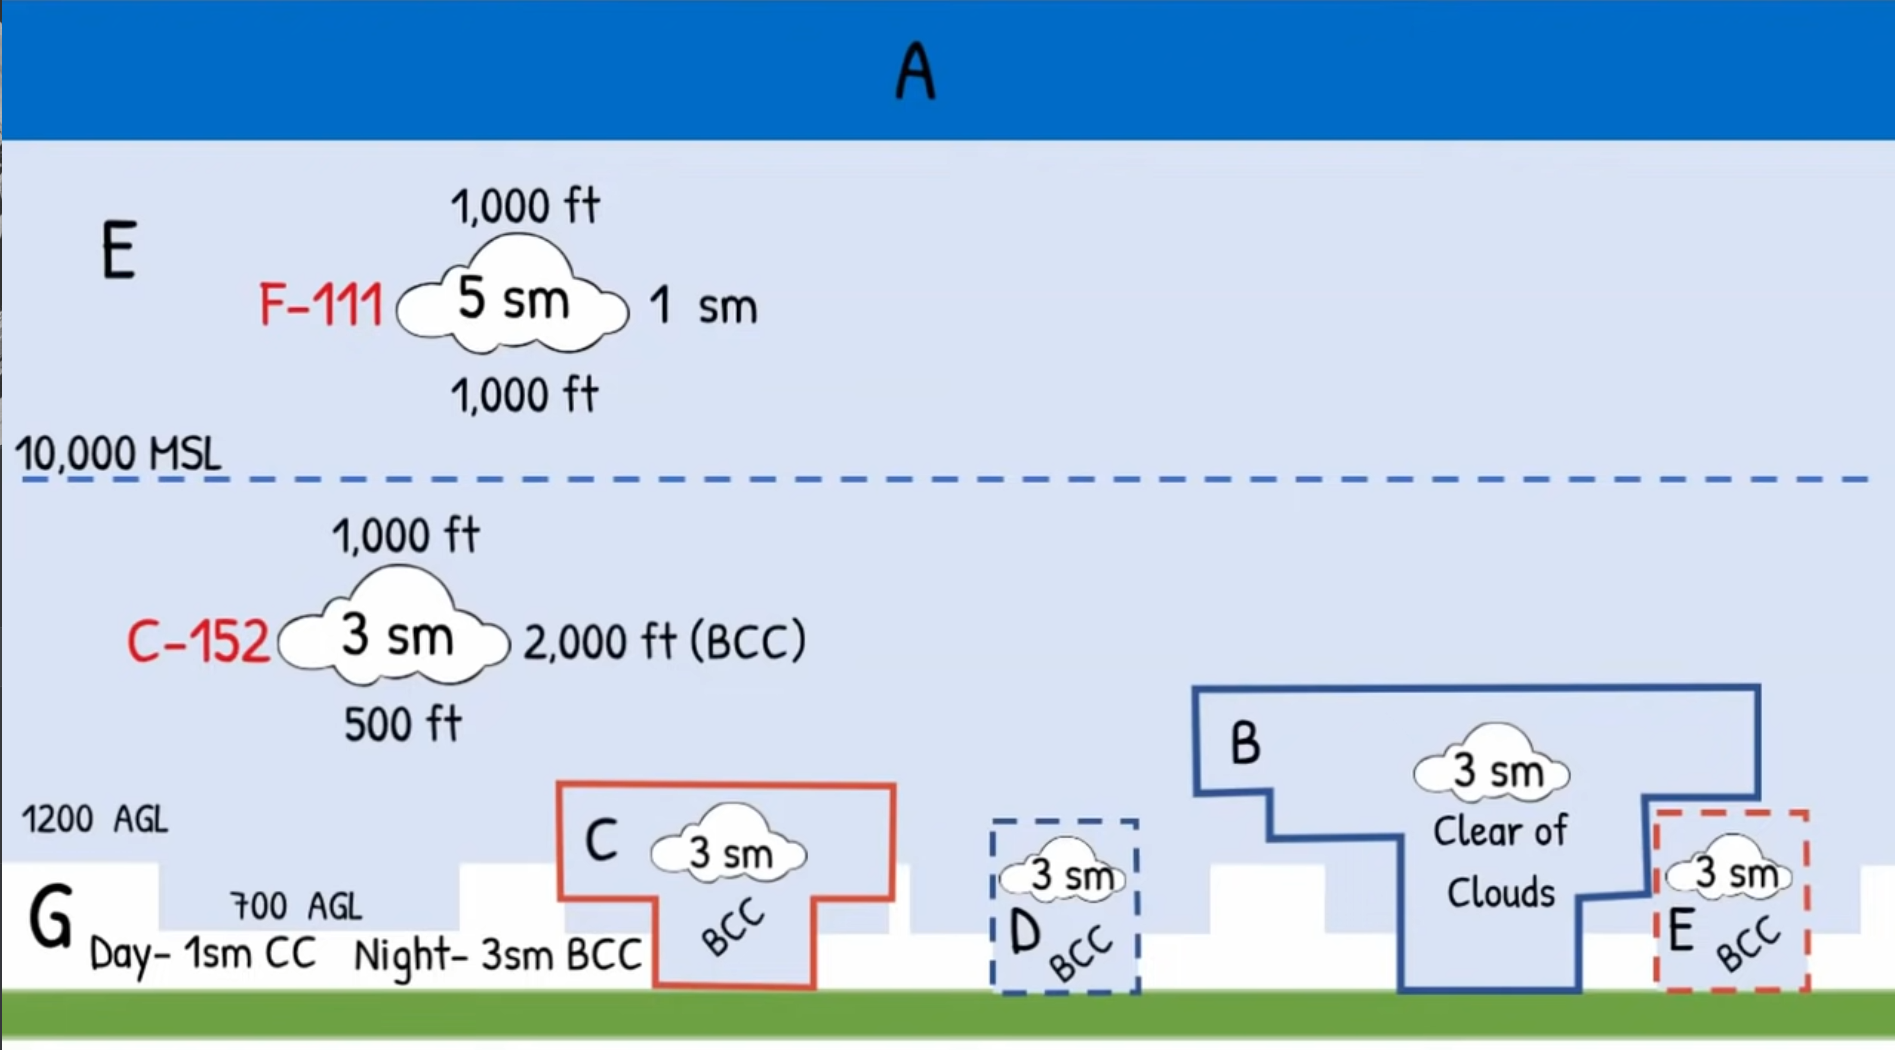 A
E
1,000 ft
F-111 5 sm 1 sm
1,000 ft
10,000 MSL
1,000 ft
C-152 3 sm 2,000 ft (BCC)
500 ft
1200 AGL
G
700 AGL
Day- 1sm CC Night- 3sm BCC
C
3 sm
BCC
3 sm
D
BCC
B
3 sm
Clear of
Clouds
3 sm
E
BCC